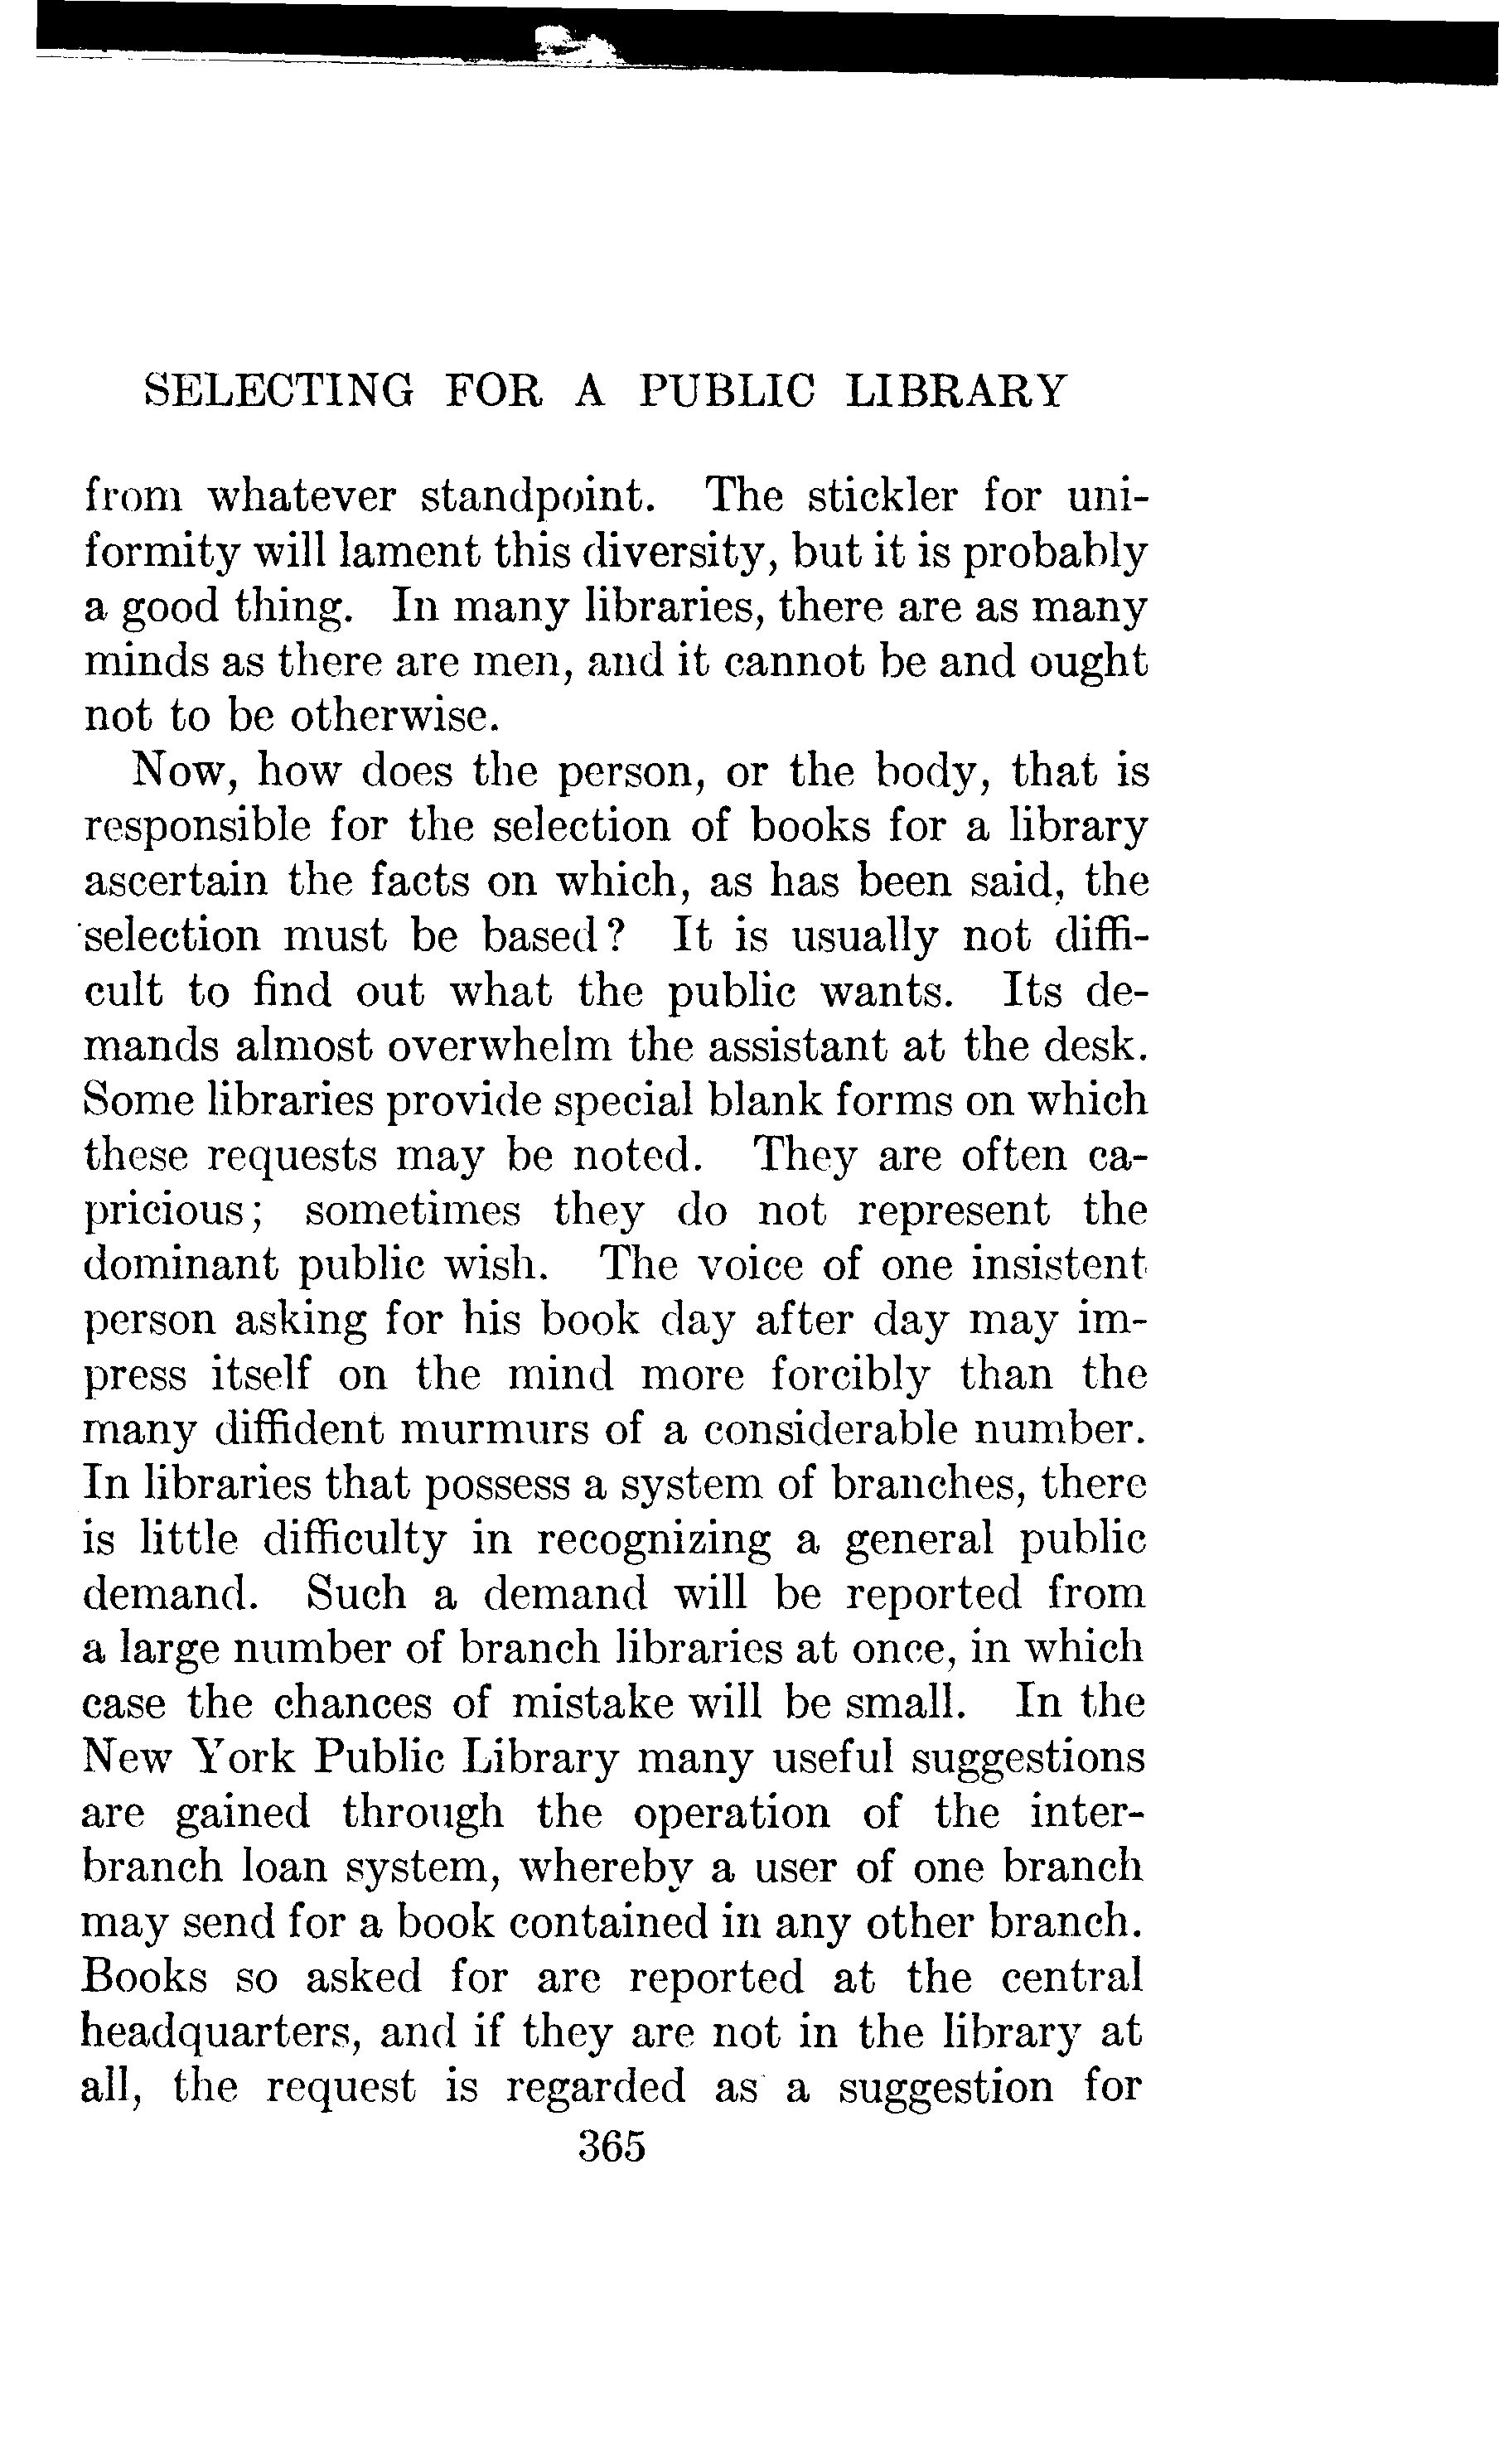 SELECTING FOR A PUBLIC LIBRARY
from whatever standpoint. The stickler for uni-
formity will lament this diversity, but it is probably
a good thing. In many libraries, there are as many
minds as there are men, and it cannot be and ought
not to be otherwise.
Now, how does the person, or the body, that is
responsible for the selection of books for a library
ascertain the facts on which, as has been said, the
selection must be based? It is usually not diffi-
cult to find out what the public wants. Its de-
mands almost overwhelm the assistant at the desk.
Some libraries provide special blank forms on which
these requests may be noted. They are often ca-
pricious; sometimes they do not represent the
dominant public wish. The voice of one insistent
person asking for his book day after day may im-
press itself on the mind more forcibly than the
many diffident murmurs of a considerable number.
In libraries that possess a system of branches, there
is little difficulty in recognizing a general public
demand. Such a demand will be reported from
a large number of branch libraries at once, in which
case the chances of mistake will be small. In the
New York Public Library many useful suggestions
are gained through the operation of the inter-
branch loan system, whereby a user of one branch
may send for a book contained in any other branch.
Books so asked for are reported at the central
headquarters, and if they are not in the library at
all, the request is regarded as a suggestion for
365